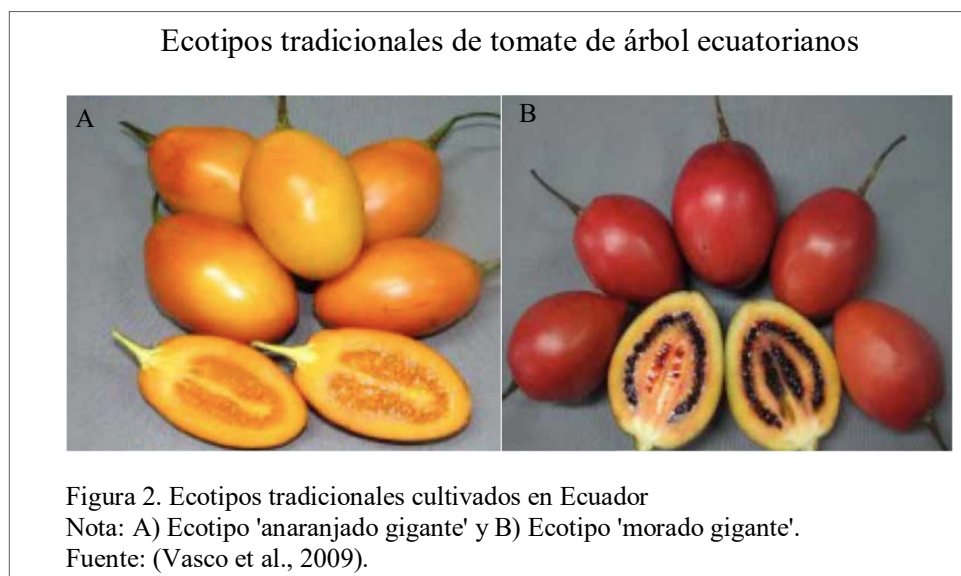 Ecotipos tradicionales de tomate de árbol ecuatorianos
A
B
Figura 2. Ecotipos tradicionales cultivados en Ecuador
Nota: A) Ecotipo 'anaranjado gigante' y B) Ecotipo 'morado gigante'.
Fuente: (Vasco et al., 2009).